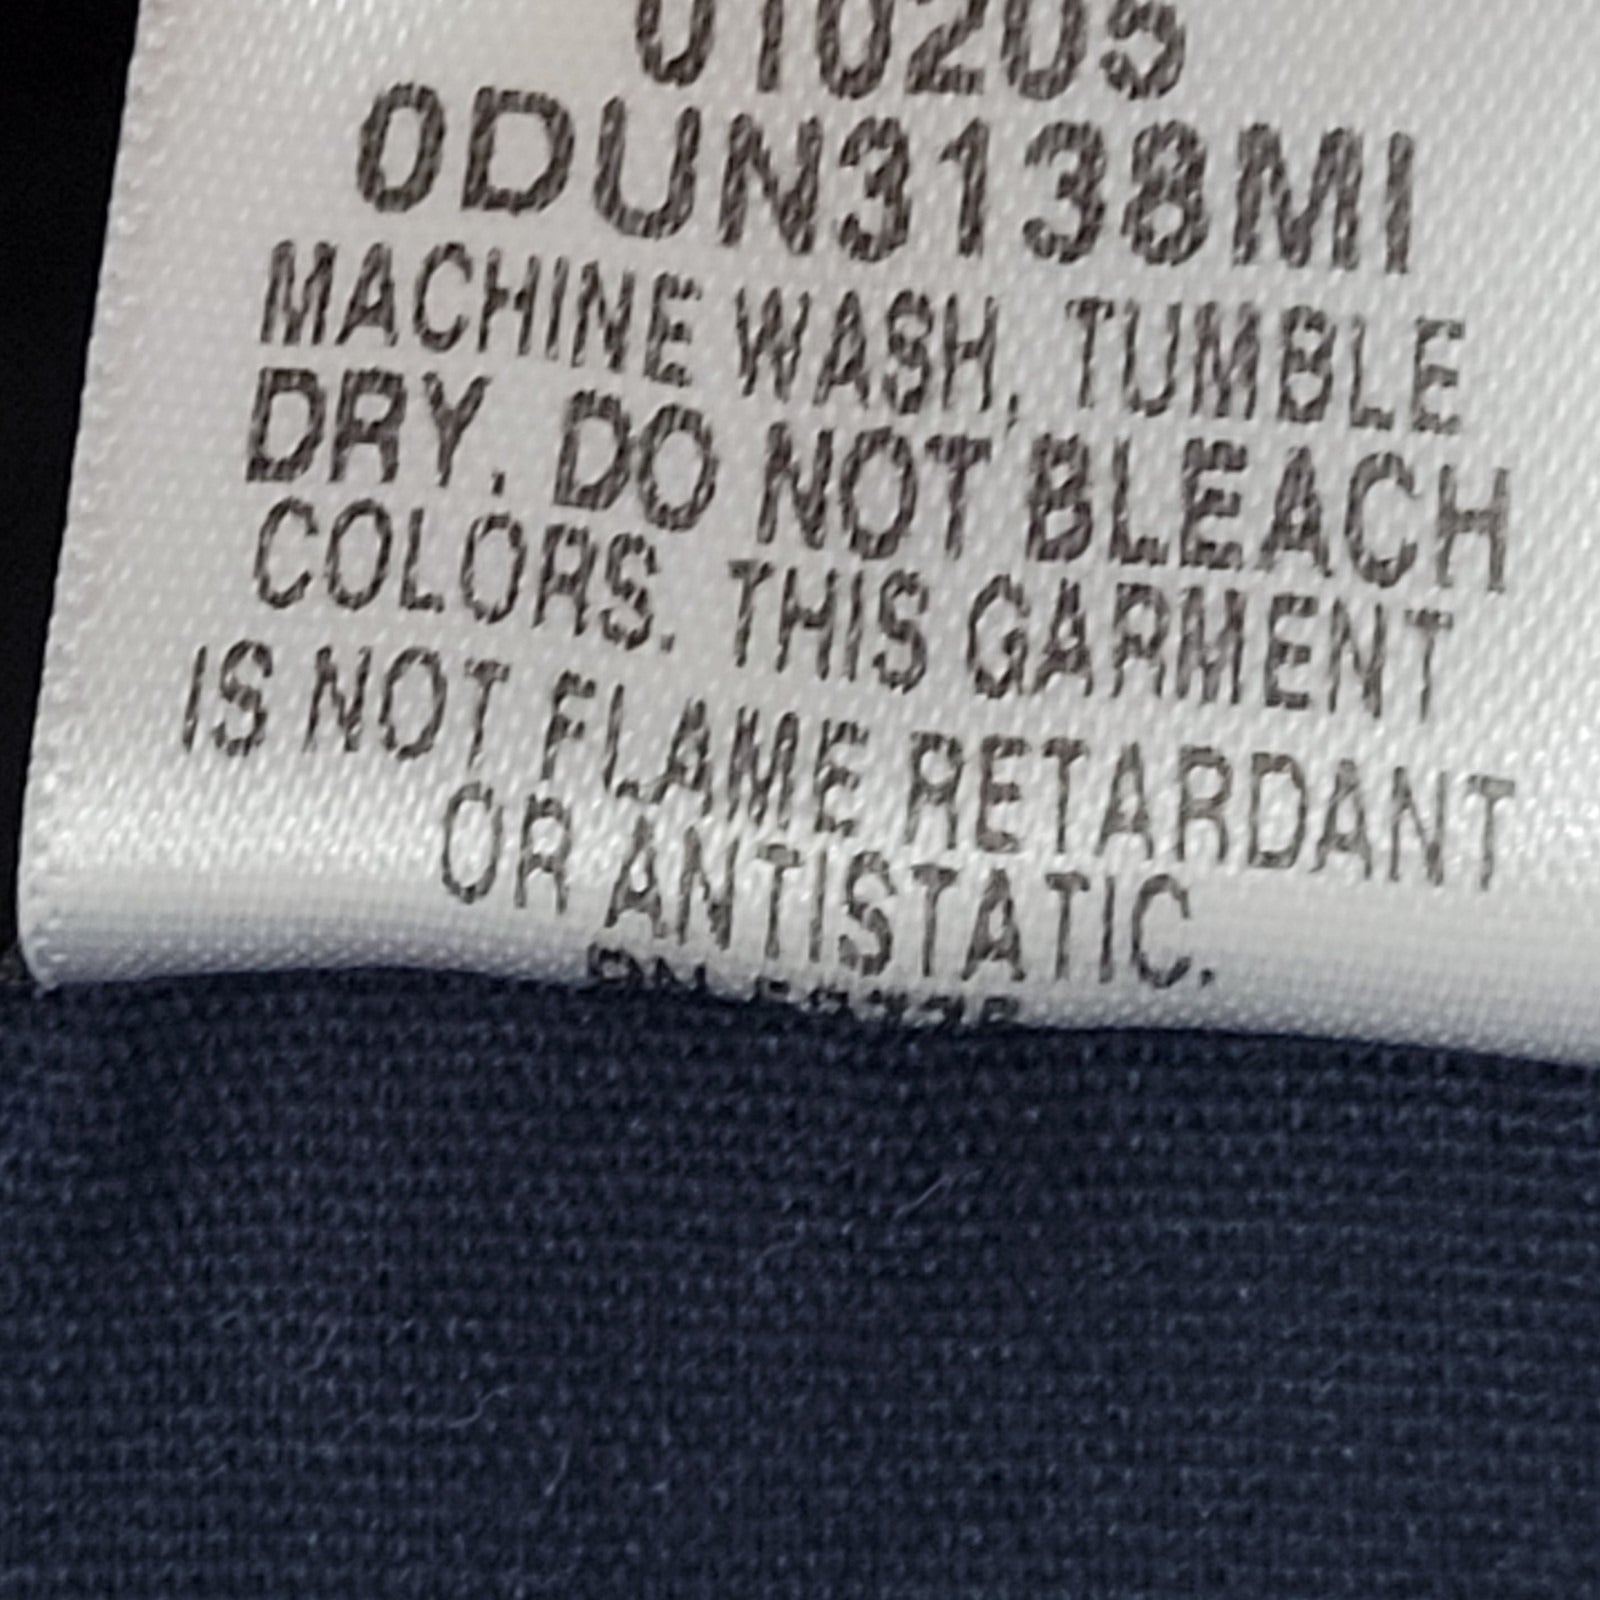 010205
0DUN3138MI
MACHINE WASH, TUMBLE
DRY. DO NOT BLEACH
COLORS. THIS GARMENT
IS NOT FLAME RETARDANT
OR ANTISTATIC.